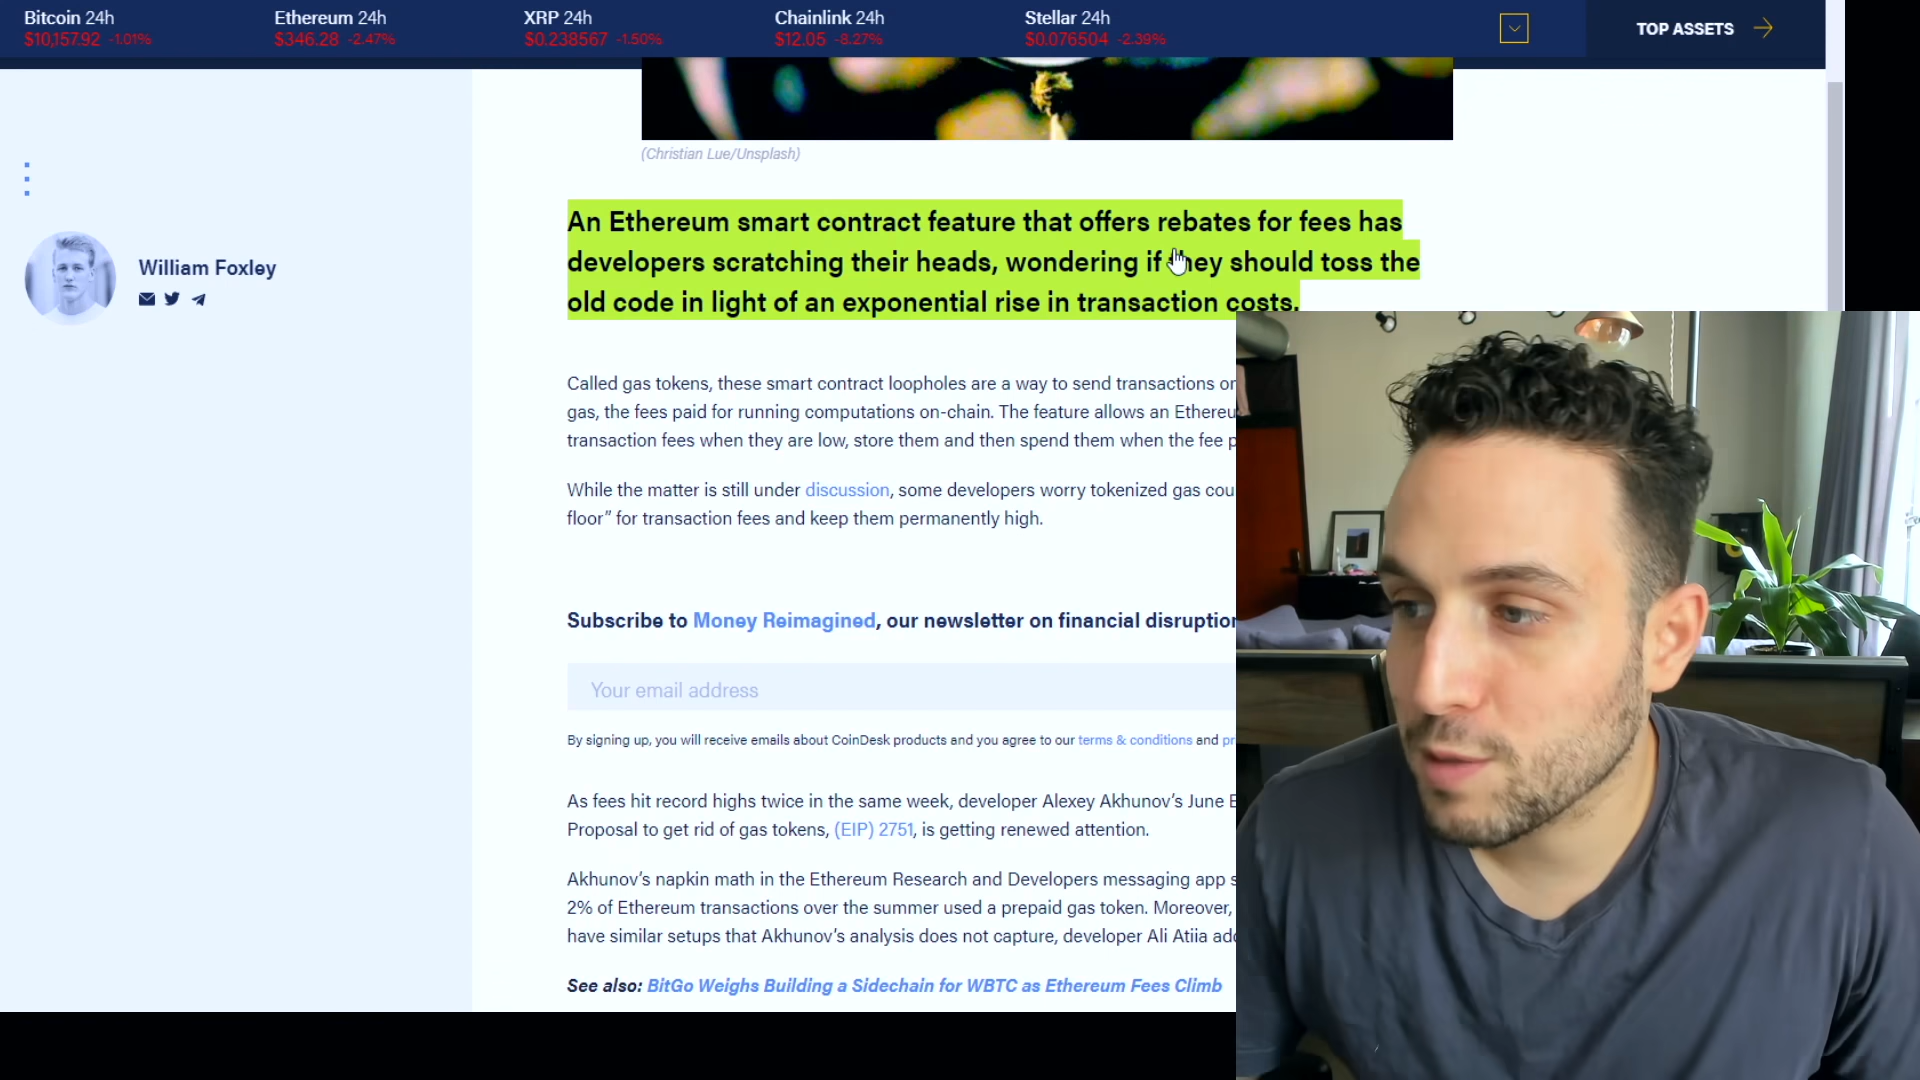 Bitcoin 24h
$10,157.92 -1.01%
Ethereum 24h
$346.28 -2.47%
XRP 24h
$0.238567 -1.50%
Chainlink 24h
$12.05 -8.27%
Stellar 24h
$0.076504 -2.39%
TOP ASSETS
(Christian Lue/Unsplash)
William Foxley
An Ethereum smart contract feature that offers rebates for fees has
developers scratching their heads, wondering if they should toss the
old code in light of an exponential rise in transaction costs.
Called gas tokens, these smart contract loopholes are a way to send transactions or
gas, the fees paid for running computations on-chain. The feature allows an Ethereu
transaction fees when they are low, store them and then spend them when the fee p
While the matter is still under discussion, some developers worry tokenized gas cou
floor” for transaction fees and keep them permanently high.
Subscribe to Money Reimagined, our newsletter on financial disruption
Your email address
By signing up, you will receive emails about CoinDesk products and you agree to our terms & conditions and pr
As fees hit record highs twice in the same week, developer Alexey Akhunov’s June E
Proposal to get rid of gas tokens, (EIP) 2751, is getting renewed attention.
Akhunov’s napkin math in the Ethereum Research and Developers messaging app s
2% of Ethereum transactions over the summer used a prepaid gas token. Moreover,
have similar setups that Akhunov’s analysis does not capture, developer Ali Atiia add
See also: BitGo Weighs Building a Sidechain for WBTC as Ethereum Fees Climb